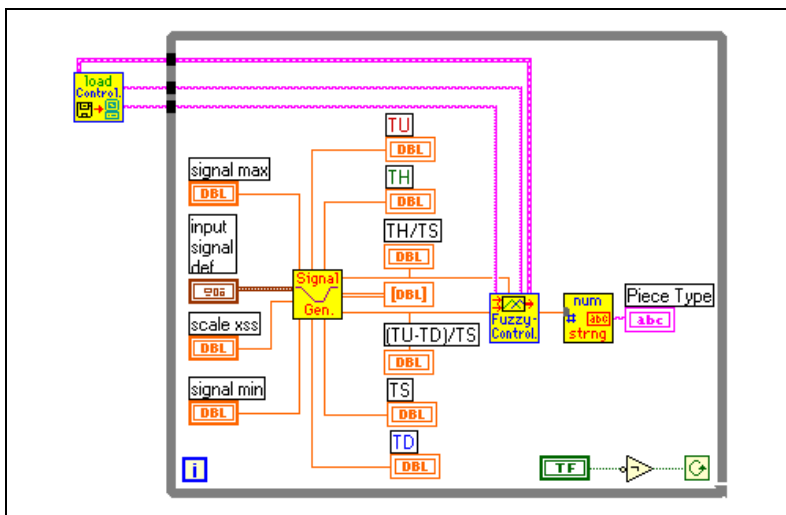 load
Control.
TU
DBL
signal max
DBL
TH
DBL
input
signal
def
TH/TS
DBL
Signal
Gen.
[DBL]
Fuzzy-
Control.
num
# abc
strng
Piece Type
abc
scale xss
DBL
(TU-TD)/TS
DBL
signal min
DBL
TS
DBL
TD
DBL
i
TF